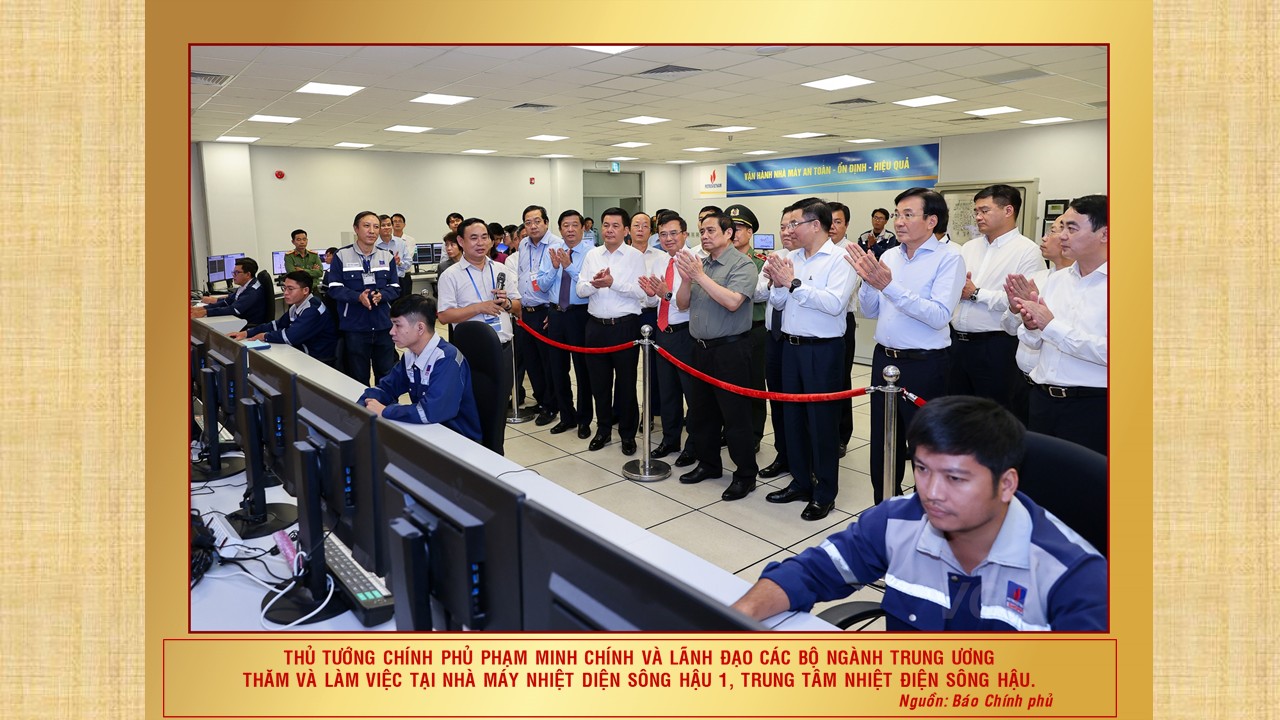 VẬN HÀNH NHÀ MÁY AN TOÀN - ỔN ĐỊNH - HIỆU QUẢ
PETROVIETNAM
THỦ TƯỚNG CHÍNH PHỦ PHẠM MINH CHÍNH VÀ LÃNH ĐẠO CÁC BỘ NGÀNH TRUNG ƯƠNG
THĂM VÀ LÀM VIỆC TẠI NHÀ MÁY NHIỆT DIỆN SÔNG HẬU 1, TRUNG TÂM NHIỆT ĐIỆN SÔNG HẬU.
Nguồn: Báo Chính phủ